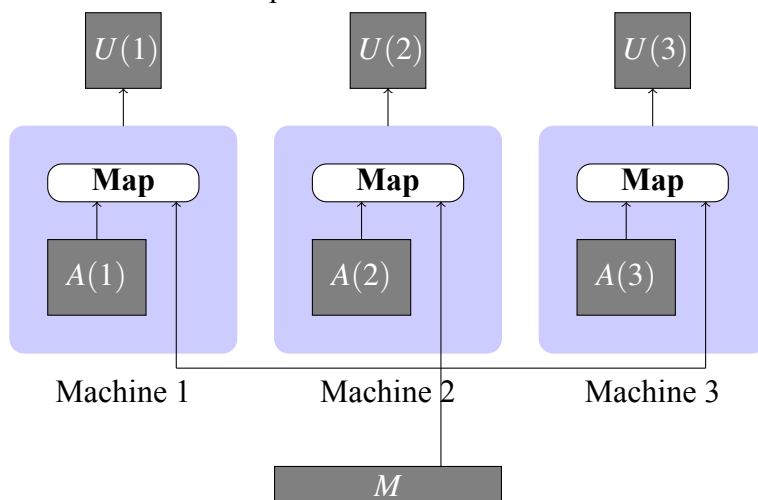 U(1) U(2) U(3)
Map Map Map
A(1) A(2) A(3)
Machine 1 Machine 2 Machine 3
M